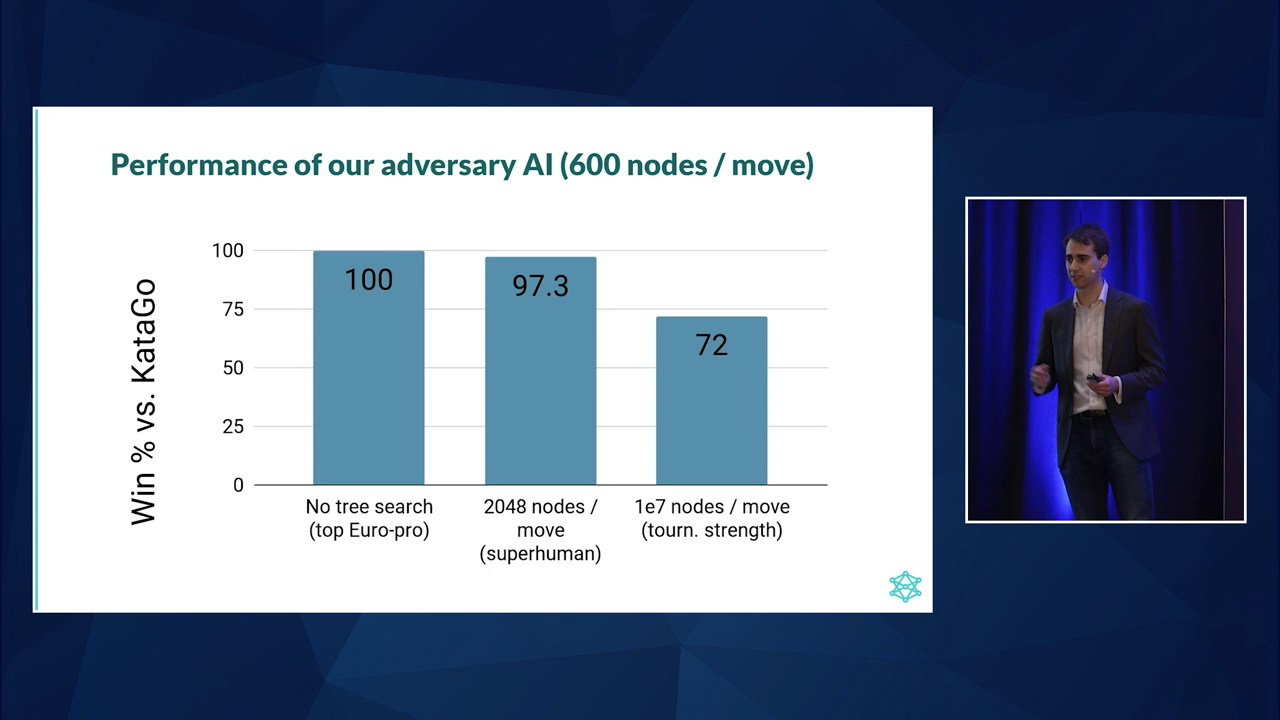 Performance of our adversary AI (600 nodes / move)
Win % vs. KataGo
100
75
50
25
0
100
97.3
72
No tree search
(top Euro-pro)
2048 nodes /
move
(superhuman)
1e7 nodes / move
(tourn. strength)